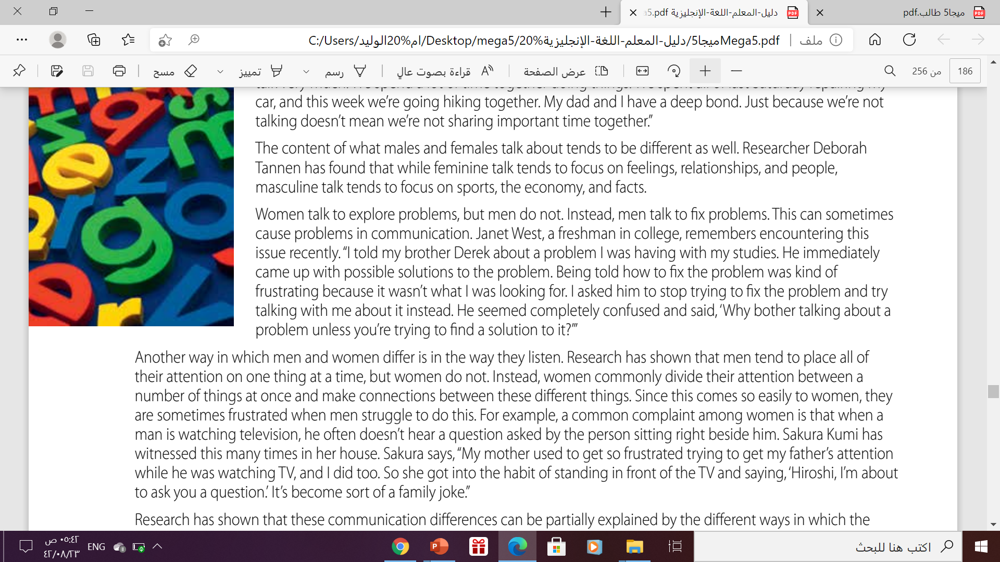 ميجا5 طالب.pdf
دليل-المعلم-اللغة-الإنجليزية a5.pdf
ملف
C:/Users/ام%20الوليد/Desktop/mega5/20%دليل-المعلم-اللغة-الإنجليزية/ميجا5Mega5.pdf
186
من 256
عرض الصفحة
قراءة بصوت عالٍ
رسم
تمييز
مسح
car, and this week we’re going hiking together. My dad and I have a deep bond. Just because we’re not
talking doesn’t mean we’re not sharing important time together.”
The content of what males and females talk about tends to be different as well. Researcher Deborah
Tannen has found that while feminine talk tends to focus on feelings, relationships, and people,
masculine talk tends to focus on sports, the economy, and facts.
Women talk to explore problems, but men do not. Instead, men talk to fix problems. This can sometimes
cause problems in communication. Janet West, a freshman in college, remembers encountering this
issue recently. “I told my brother Derek about a problem I was having with my studies. He immediately
came up with possible solutions to the problem. Being told how to fix the problem was kind of
frustrating because it wasn’t what I was looking for. I asked him to stop trying to fix the problem and try
talking with me about it instead. He seemed completely confused and said, ‘Why bother talking about a
problem unless you’re trying to find a solution to it?’”
Another way in which men and women differ is in the way they listen. Research has shown that men tend to place all of
their attention on one thing at a time, but women do not. Instead, women commonly divide their attention between a
number of things at once and make connections between these different things. Since this comes so easily to women, they
are sometimes frustrated when men struggle to do this. For example, a common complaint among women is that when a
man is watching television, he often doesn’t hear a question asked by the person sitting right beside him. Sakura Kumi has
witnessed this many times in her house. Sakura says, “My mother used to get so frustrated trying to get my father’s attention
while he was watching TV, and I did too. So she got into the habit of standing in front of the TV and saying, ‘Hiroshi, I’m about
to ask you a question.’ It’s become sort of a family joke.”
Research has shown that these communication differences can be partially explained by the different ways in which the
اكتب هنا للبحث
ENG
٠٥:٤٢ ص
٤٢/٠٨/٢٣